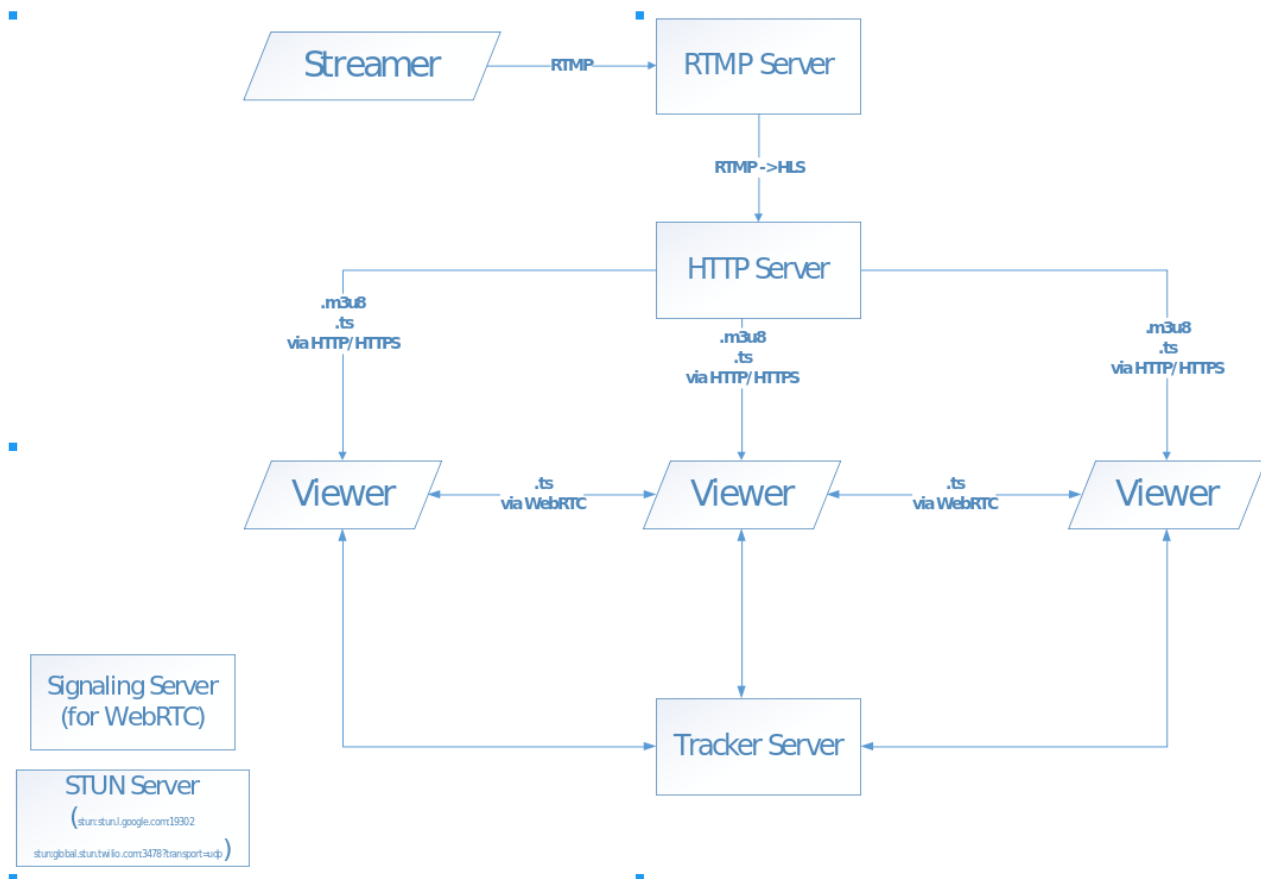 Streamer
RTMP
RTMP Server
RTMP ->HLS
HTTP Server
.m3u8
.ts
via HTTP/HTTPS
.m3u8
.ts
via HTTP/HTTPS
.m3u8
.ts
via HTTP/HTTPS
Viewer
.ts
via WebRTC
Viewer
.ts
via WebRTC
Viewer
Signaling Server
(for WebRTC)
Tracker Server
STUN Server
(stun:stun.l.google.com:19302
stun:global.stun.twilio.com:3478?transport=udp)